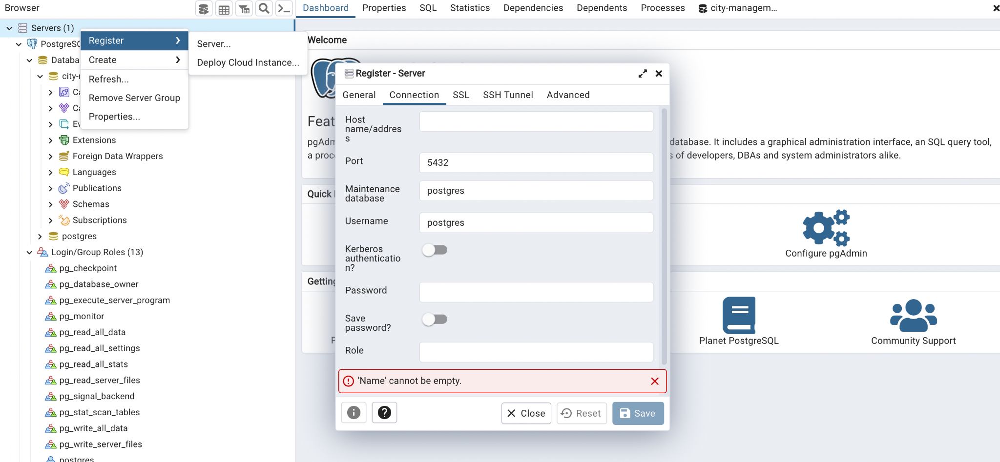 Browser
Dashboard
Properties
SQL
Statistics
Dependencies
Dependents
Processes
city-managem...
Servers (1)
PostgreSQ
Databa
city-r
Ca
Ca
Ev
Extensions
Foreign Data Wrappers
Languages
Publications
Schemas
Subscriptions
postgres
Login/Group Roles (13)
pg_checkpoint
pg_database_owner
pg_execute_server_program
pg_monitor
pg_read_all_data
pg_read_all_settings
pg_read_all_stats
pg_read_server_files
pg_signal_backend
pg_stat_scan_tables
pg_write_all_data
pg_write_server_files
postgres
Register
Create
Refresh...
Remove Server Group
Properties...
Server...
Deploy Cloud Instance...
Welcome
Feat
pgAdm
database. It includes a graphical administration interface, an SQL query tool,
a proc
s of developers, DBAs and system administrators alike.
Quick
Configure pgAdmin
Getting
Planet PostgreSQL
Community Support
Register - Server
General
Connection
SSL
SSH Tunnel
Advanced
Host
name/addres
s
Port
5432
Maintenance
database
postgres
Username
postgres
Kerberos
authenticatio
n?
Password
Save
password?
Role
'Name' cannot be empty.
Close
Reset
Save